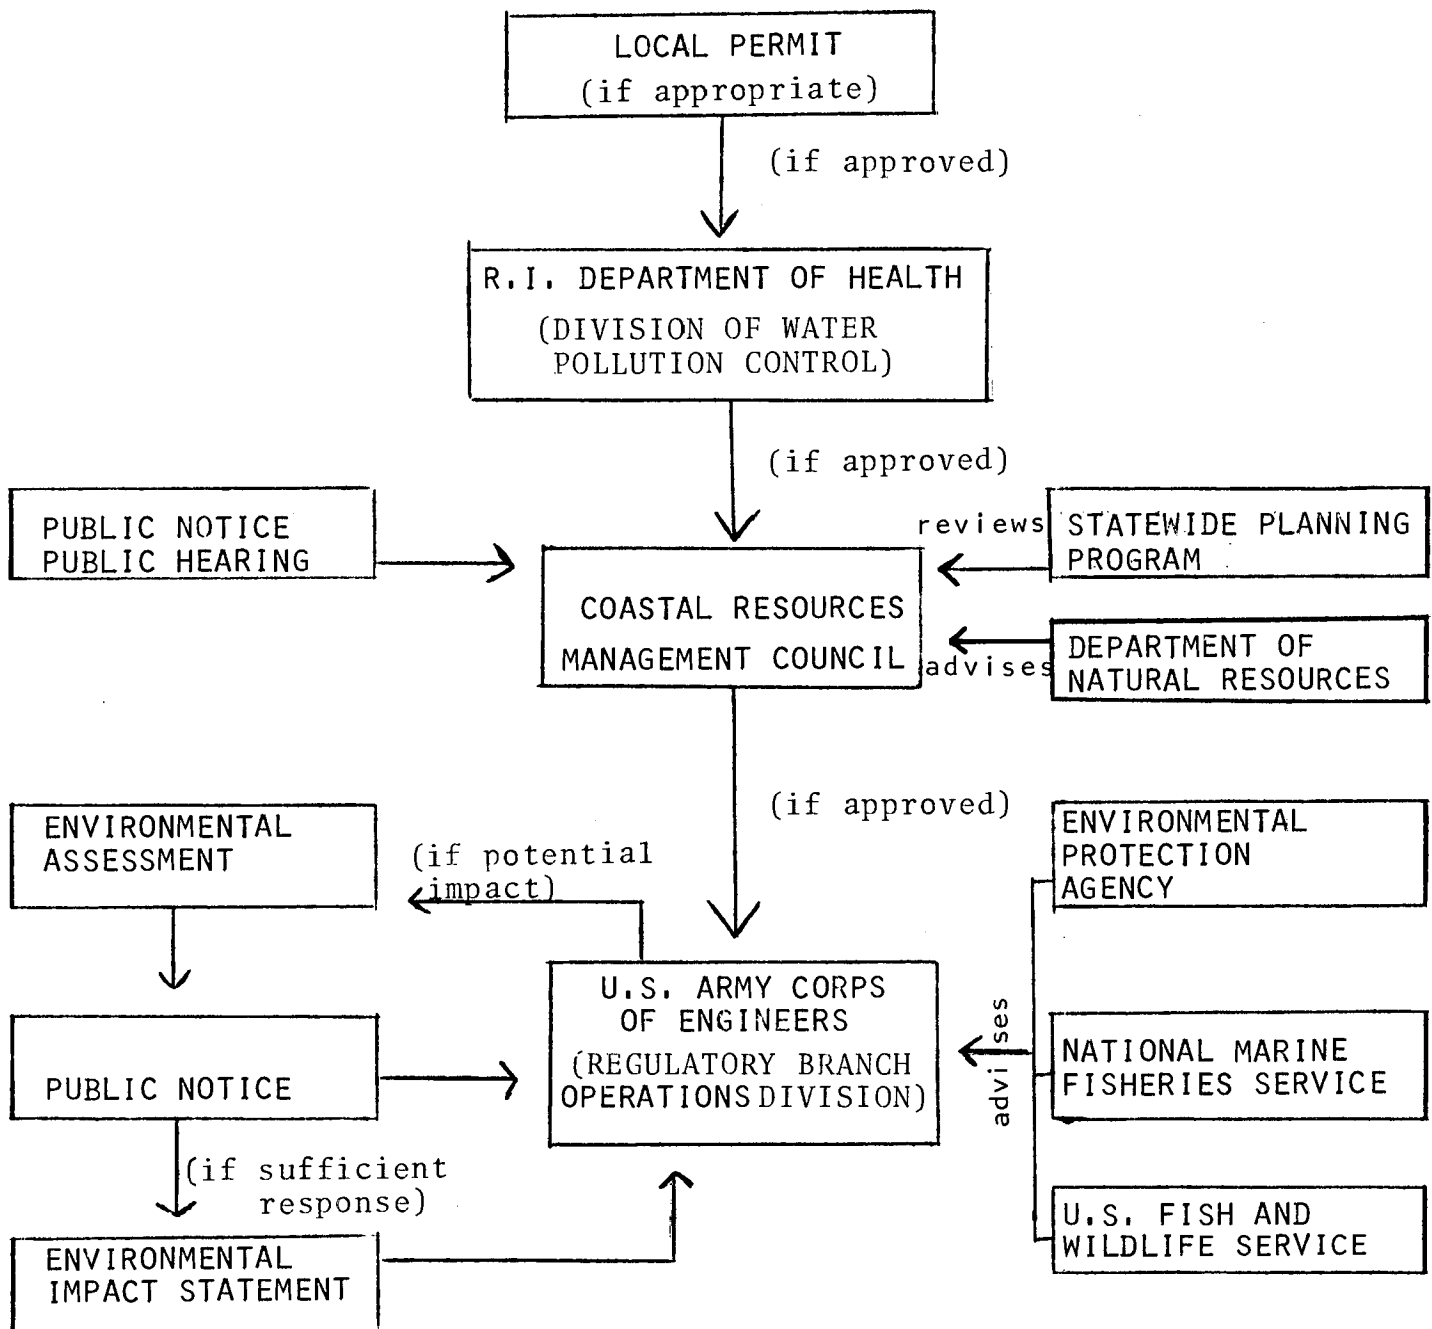 LOCAL PERMIT
(if appropriate)
(if approved)
R.I. DEPARTMENT OF HEALTH
(DIVISION OF WATER
POLLUTION CONTROL)
(if approved)
PUBLIC NOTICE
PUBLIC HEARING
reviews
STATEWIDE PLANNING
PROGRAM
COASTAL RESOURCES
MANAGEMENT COUNCIL
advises
DEPARTMENT OF
NATURAL RESOURCES
(if approved)
ENVIRONMENTAL
ASSESSMENT
(if potential
impact)
ENVIRONMENTAL
PROTECTION
AGENCY
U.S. ARMY CORPS
OF ENGINEERS
(REGULATORY BRANCH
OPERATIONS DIVISION)
advises
PUBLIC NOTICE
NATIONAL MARINE
FISHERIES SERVICE
(if sufficient
response)
U.S. FISH AND
WILDLIFE SERVICE
ENVIRONMENTAL
IMPACT STATEMENT